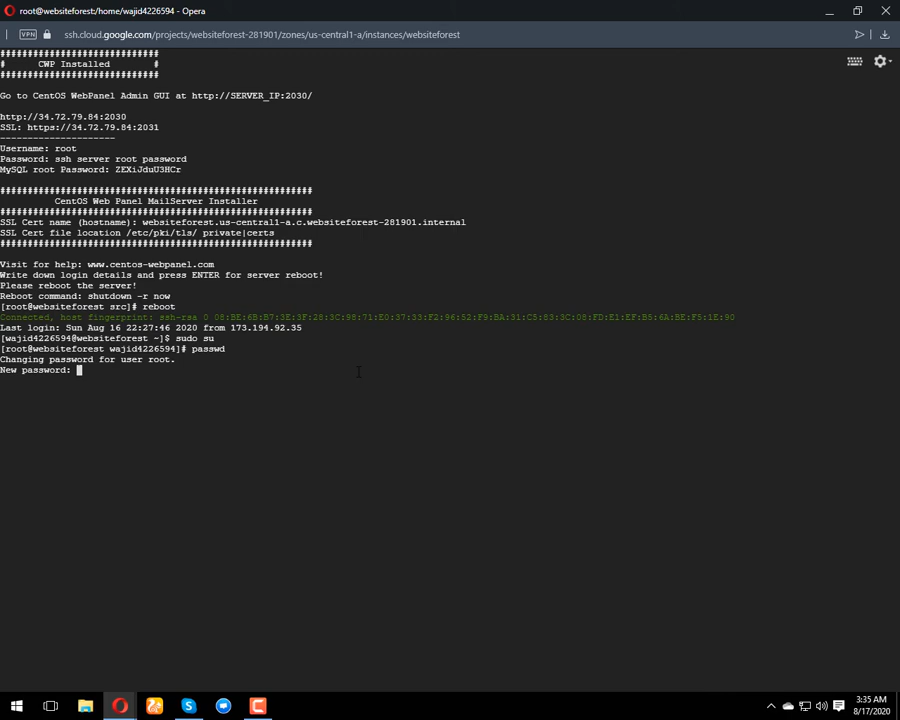 root@websiteforest:/home/wajid4226594 - Opera
VPN ssh.cloud.google.com/projects/websiteforest-281901/zones/us-central1-a/instances/websiteforest
#############################
# CWP Installed #
#############################
Go to CentOS WebPanel Admin GUI at http://SERVER_IP:2030/
http://34.72.79.84:2030
SSL: https://34.72.79.84:2031
---------------------
Username: root
Password: ssh server root password
MySQL root Password: ZEXiJduU3HCr
#########################################################
CentOS Web Panel MailServer Installer
#########################################################
SSL Cert name (hostname): websiteforest.us-central1-a.c.websiteforest-281901.internal
SSL Cert file location /etc/pki/tls/ private|certs
#########################################################
Visit for help: www.centos-webpanel.com
Write down login details and press ENTER for server reboot!
Please reboot the server!
Reboot command: shutdown -r now
[root@websiteforest src]# reboot
Connected, host fingerprint: ssh-rsa 0 08:BE:6B:B7:3E:3F:28:3C:98:71:E0:37:33:F2:96:52:F9:BA:31:C5:83:3C:08:FD:E1:EF:B5:6A:BE:F5:1E:90
Last login: Sun Aug 16 22:27:46 2020 from 173.194.92.35
[wajid4226594@websiteforest ~]$ sudo su
[root@websiteforest wajid4226594]# passwd
Changing password for user root.
New password:
3:35 AM
8/17/2020